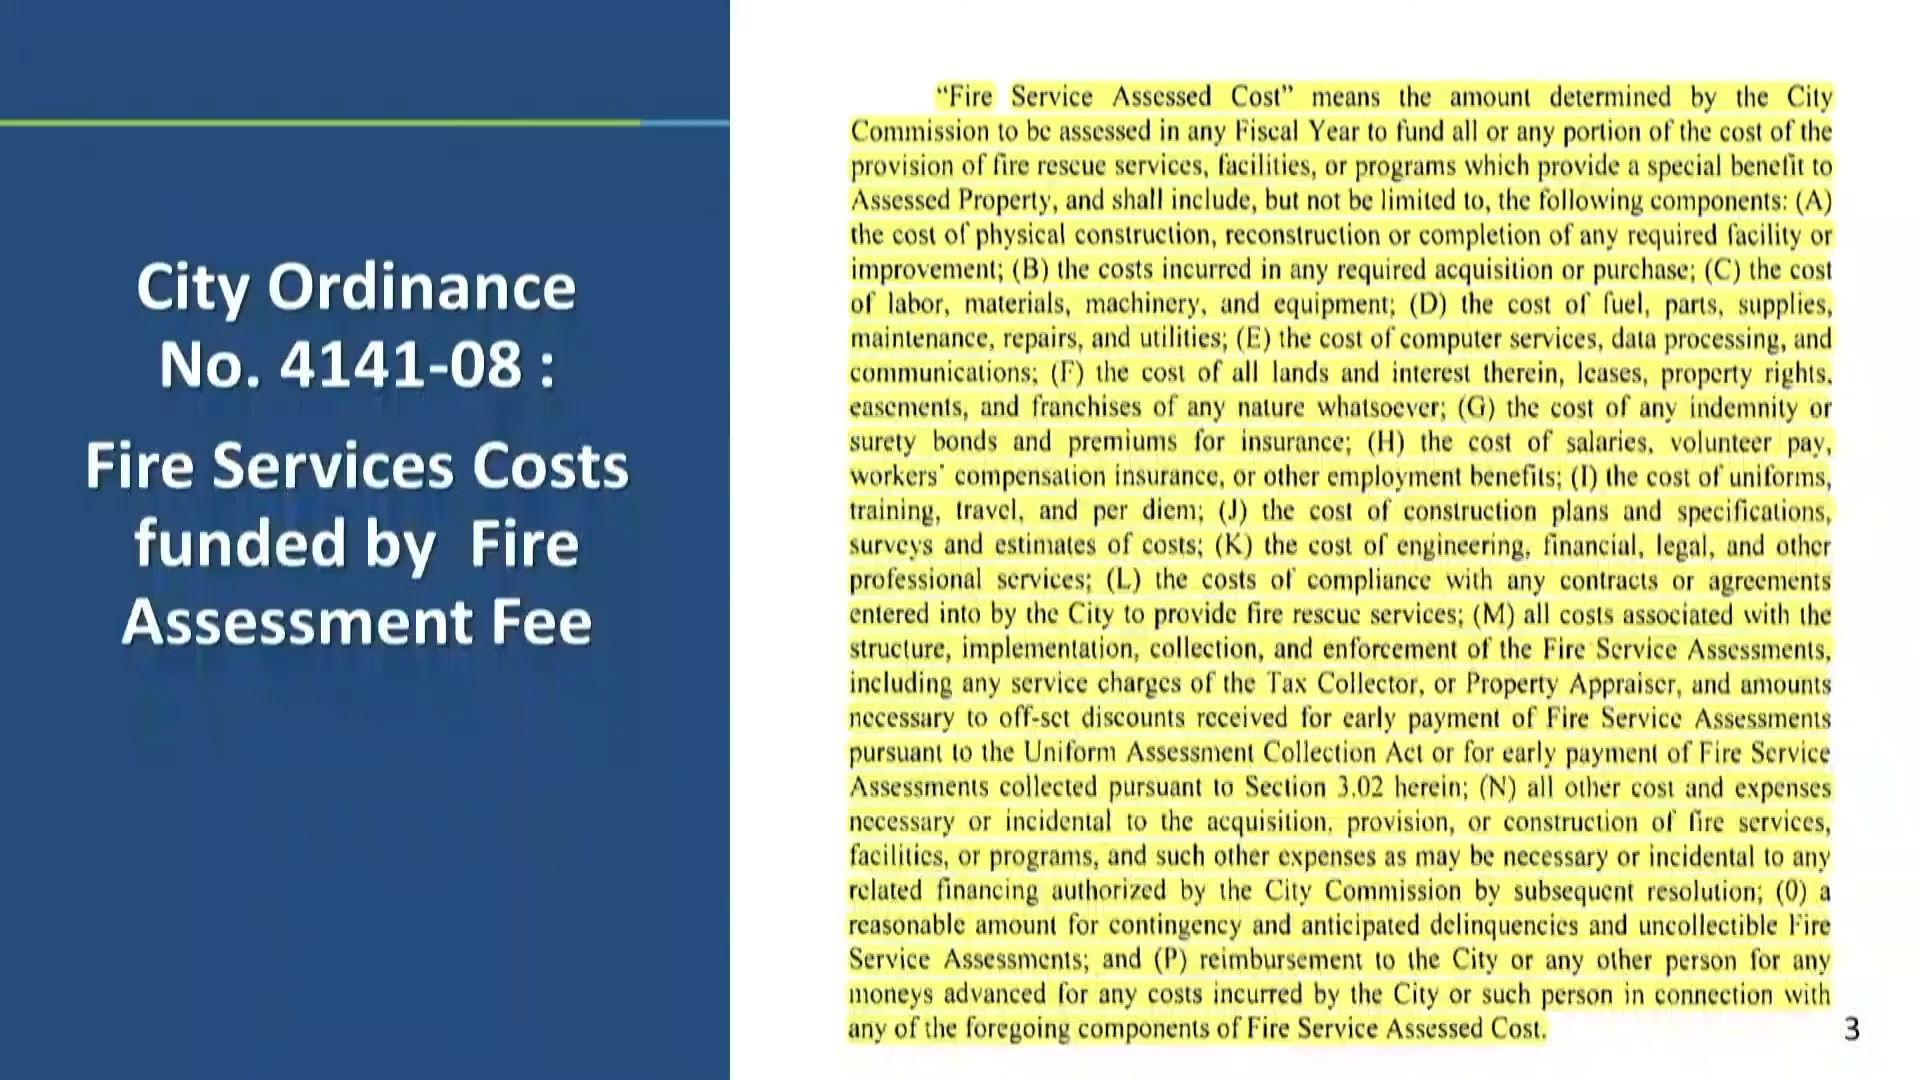 City Ordinance
No. 4141-08 :
Fire Services Costs
funded by Fire
Assessment Fee
“Fire Service Assessed Cost” means the amount determined by the City
Commission to be assessed in any Fiscal Year to fund all or any portion of the cost of the
provision of fire rescue services, facilities, or programs which provide a special benefit to
Assessed Property, and shall include, but not be limited to, the following components: (A)
the cost of physical construction, reconstruction or completion of any required facility or
improvement; (B) the costs incurred in any required acquisition or purchase; (C) the cost
of labor, materials, machinery, and equipment; (D) the cost of fuel, parts, supplies,
maintenance, repairs, and utilities; (E) the cost of computer services, data processing, and
communications; (F) the cost of all lands and interest therein, leases, property rights,
easements, and franchises of any nature whatsoever; (G) the cost of any indemnity or
surety bonds and premiums for insurance; (H) the cost of salaries, volunteer pay,
workers' compensation insurance, or other employment benefits; (I) the cost of uniforms,
training, travel, and per diem; (J) the cost of construction plans and specifications,
surveys and estimates of costs; (K) the cost of engineering, financial, legal, and other
professional services; (L) the costs of compliance with any contracts or agreements
entered into by the City to provide fire rescue services; (M) all costs associated with the
structure, implementation, collection, and enforcement of the Fire Service Assessments,
including any service charges of the Tax Collector, or Property Appraiser, and amounts
necessary to off-set discounts received for early payment of Fire Service Assessments
pursuant to the Uniform Assessment Collection Act or for early payment of Fire Service
Assessments collected pursuant to Section 3.02 herein; (N) all other cost and expenses
necessary or incidental to the acquisition, provision, or construction of fire services,
facilities, or programs, and such other expenses as may be necessary or incidental to any
related financing authorized by the City Commission by subsequent resolution; (0) a
reasonable amount for contingency and anticipated delinquencies and uncollectible Fire
Service Assessments; and (P) reimbursement to the City or any other person for any
moneys advanced for any costs incurred by the City or such person in connection with
any of the foregoing components of Fire Service Assessed Cost.
3